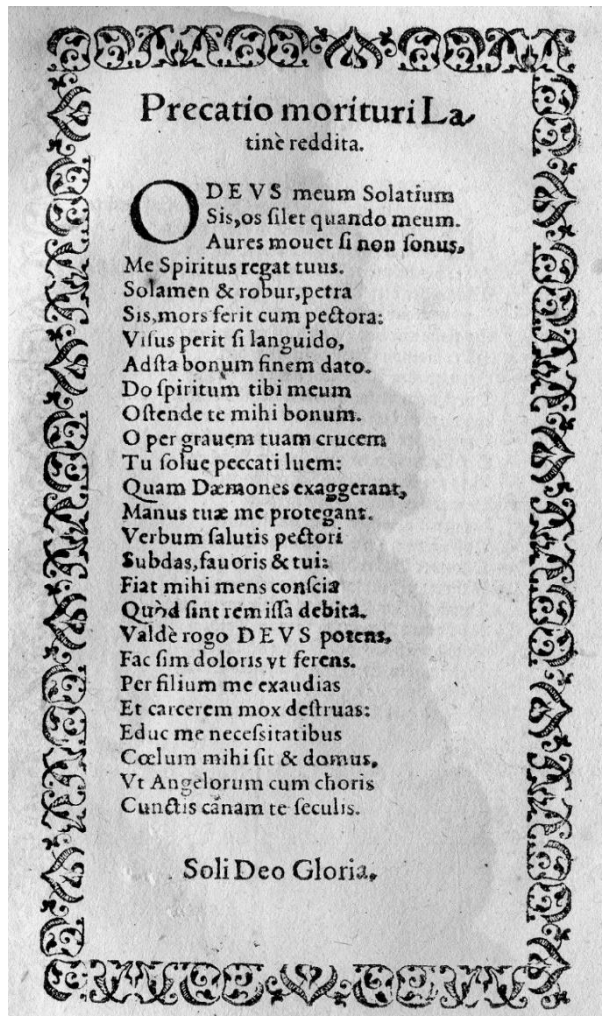 Precatio morituri La-
tinè reddita.
O DEVS meum Solatium
Sis,os ſilet quando meum.
Aures mouet ſi non ſonus,
Me Spiritus regat tuus.
Solamen & robur,petra
Sis,mors ferit cum pectora:
Viſus perit ſi languido,
Adſta bonum finem dato.
Do ſpiritum tibi meum
Oſtende te mihi bonum.
O per grauem tuam crucem
Tu ſolue peccati luem:
Quam Dæmones exaggerant,
Manus tuæ me protegant.
Verbum ſalutis pectori
Subdas,fauoris & tui:
Fiat mihi mens conſcia
Quòd ſint remiſſa debita.
Valdè rogo DEVS potens,
Fac ſim doloris vt ferens.
Per filium me exaudias
Et carcerem mox deſtruas:
Educ me neceſsitatibus
Cœlum mihi ſit & domus,
Vt Angelorum cum choris
Cunctis canam te ſeculis.
Soli Deo Gloria.